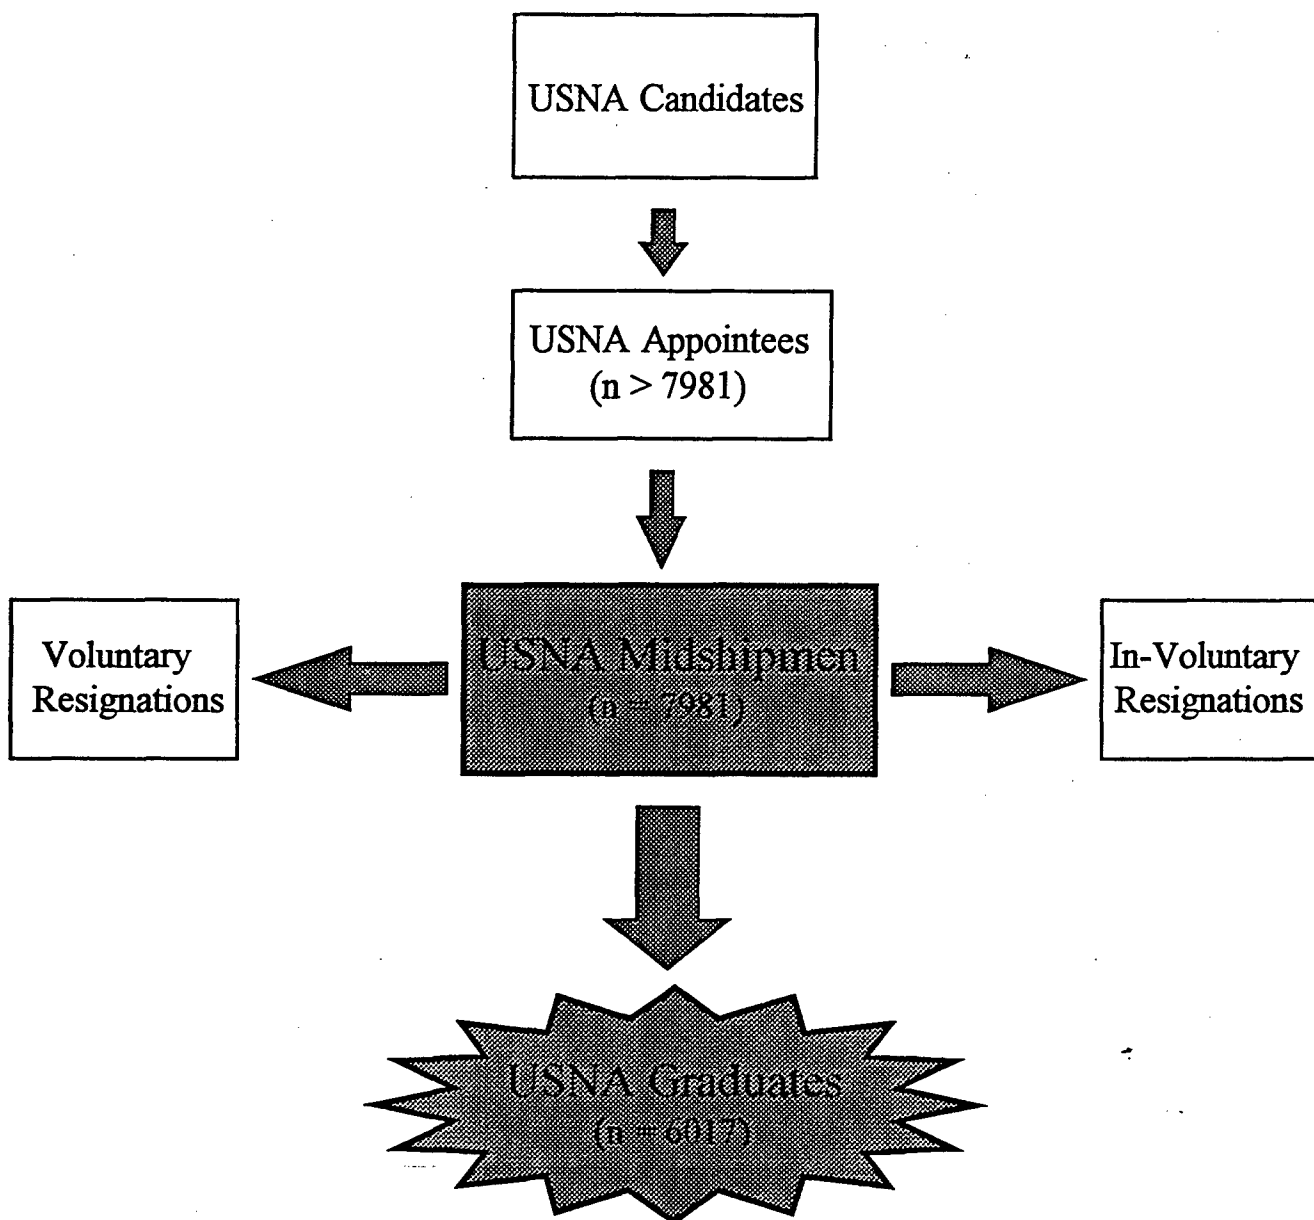 USNA Candidates
USNA Appointees
(n > 7981)
Voluntary
Resignations
USNA Midshipmen
(n = 7981)
In-Voluntary
Resignations
USNA Graduates
(n = 6017)